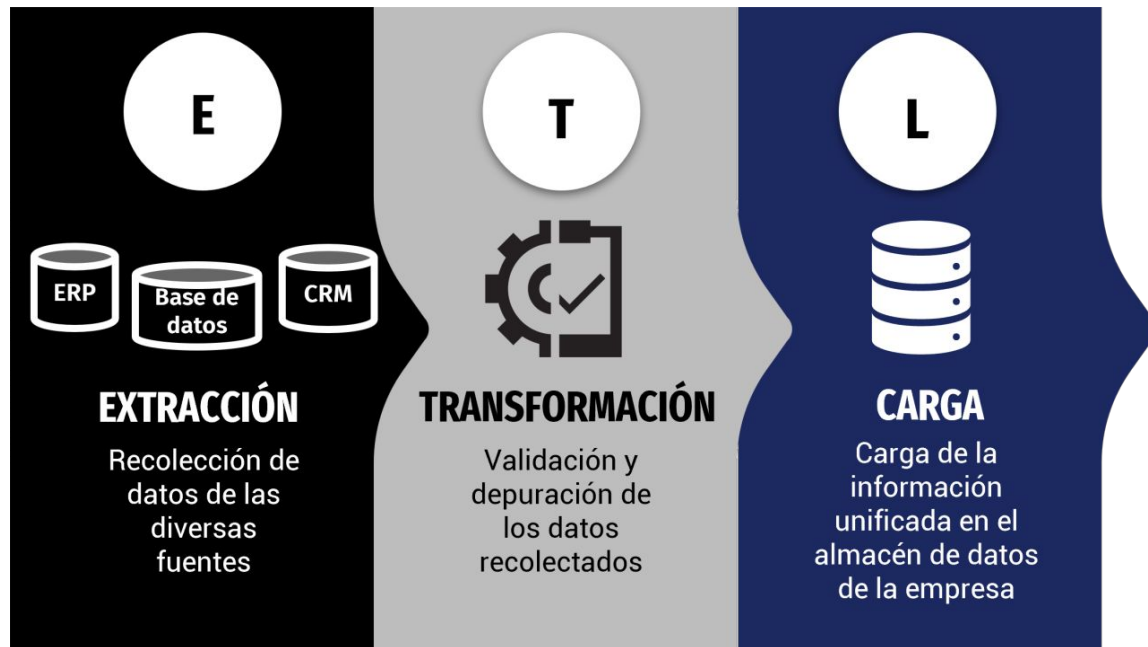 E
ERP
Base de
datos
CRM
EXTRACCIÓN
Recolección de
datos de las
diversas
fuentes
T
TRANSFORMACIÓN
Validación y
depuración de
los datos
recolectados
L
CARGA
Carga de la
información
unificada en el
almacén de datos
de la empresa